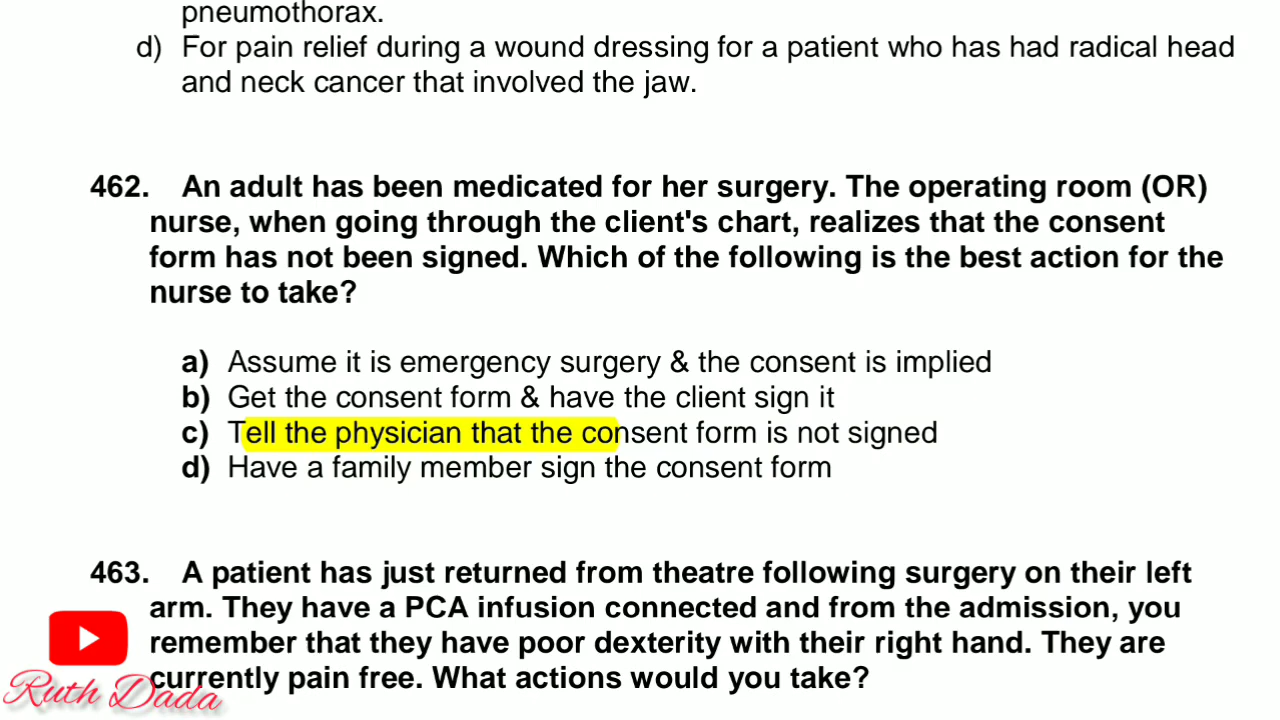 pneumothorax.
d) For pain relief during a wound dressing for a patient who has had radical head
and neck cancer that involved the jaw.
462. An adult has been medicated for her surgery. The operating room (OR)
nurse, when going through the client's chart, realizes that the consent
form has not been signed. Which of the following is the best action for the
nurse to take?
a) Assume it is emergency surgery & the consent is implied
b) Get the consent form & have the client sign it
c) Tell the physician that the consent form is not signed
d) Have a family member sign the consent form
463. A patient has just returned from theatre following surgery on their left
arm. They have a PCA infusion connected and from the admission, you
remember that they have poor dexterity with their right hand. They are
currently pain free. What actions would you take?
Ruth Dada